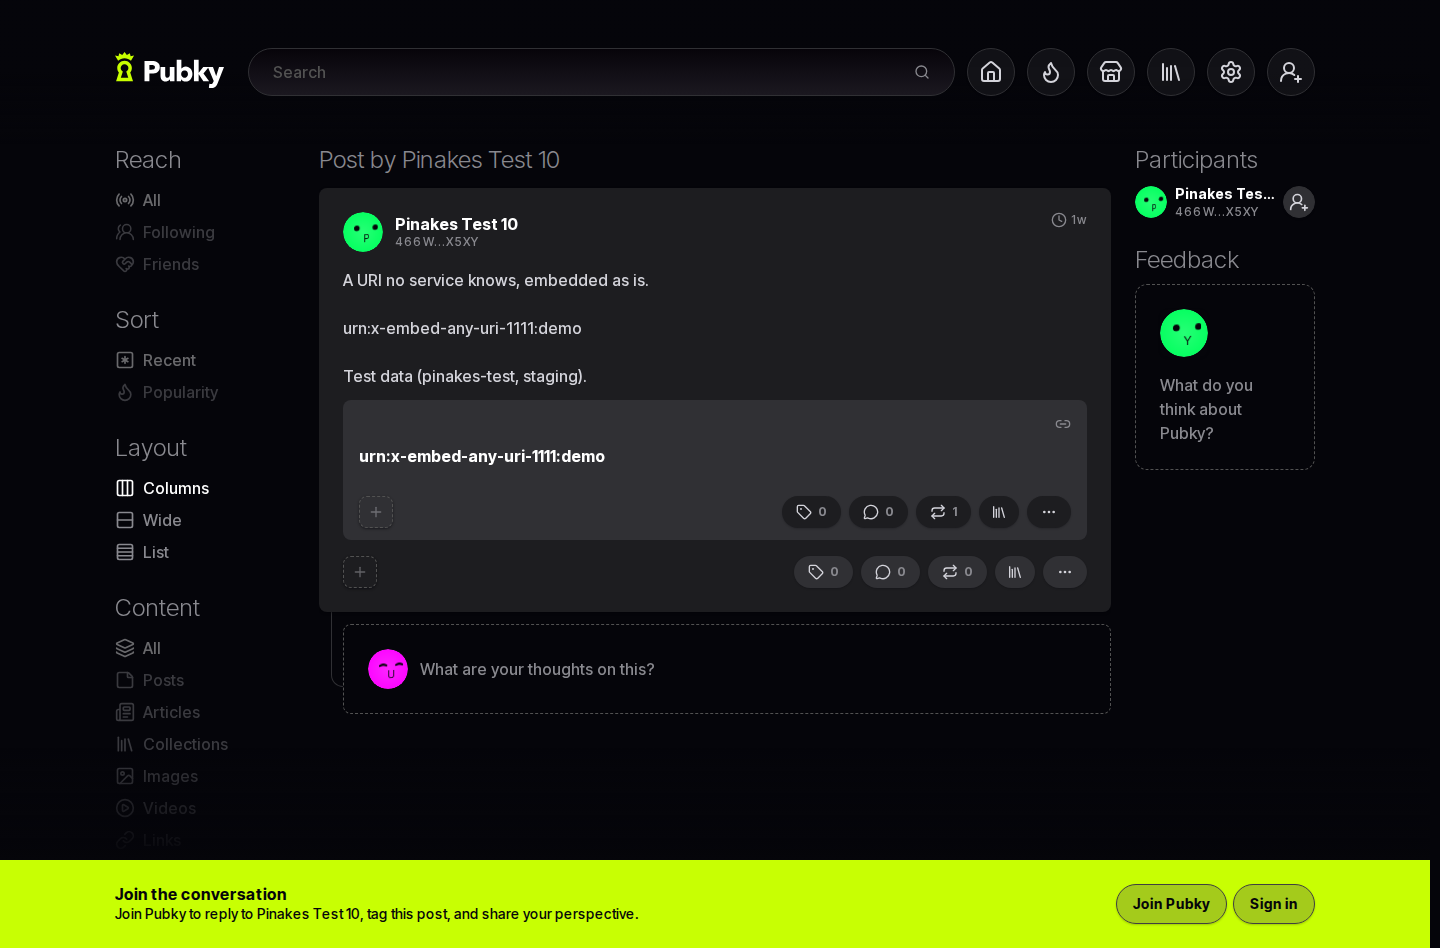 Pubky
Search
Reach
All
Following
Friends
Sort
Recent
Popularity
Layout
Columns
Wide
List
Content
All
Posts
Articles
Collections
Images
Videos
Links
Post by Pinakes Test 10
P
Pinakes Test 10
466W...X5XY
1w
A URI no service knows, embedded as is.
urn:x-embed-any-uri-1111:demo
Test data (pinakes-test, staging).
urn:x-embed-any-uri-1111:demo
0 0 1
0 0 0
U
What are your thoughts on this?
Participants
P
Pinakes Tes...
466W...X5XY
Feedback
Y
What do you
think about
Pubky?
Join the conversation
Join Pubky to reply to Pinakes Test 10, tag this post, and share your perspective.
Join Pubky
Sign in